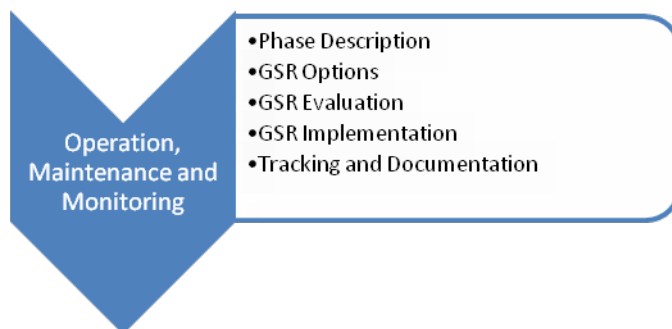 Operation,
Maintenance and
Monitoring
•Phase Description
•GSR Options
•GSR Evaluation
•GSR Implementation
•Tracking and Documentation